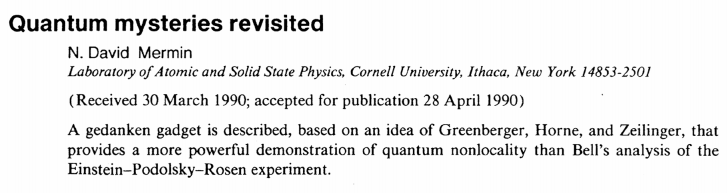 Quantum mysteries revisited
N. David Mermin
Laboratory of Atomic and Solid State Physics, Cornell University, Ithaca, New York 14853-2501
(Received 30 March 1990; accepted for publication 28 April 1990)
A gedanken gadget is described, based on an idea of Greenberger, Horne, and Zeilinger, that
provides a more powerful demonstration of quantum nonlocality than Bell's analysis of the
Einstein–Podolsky–Rosen experiment.